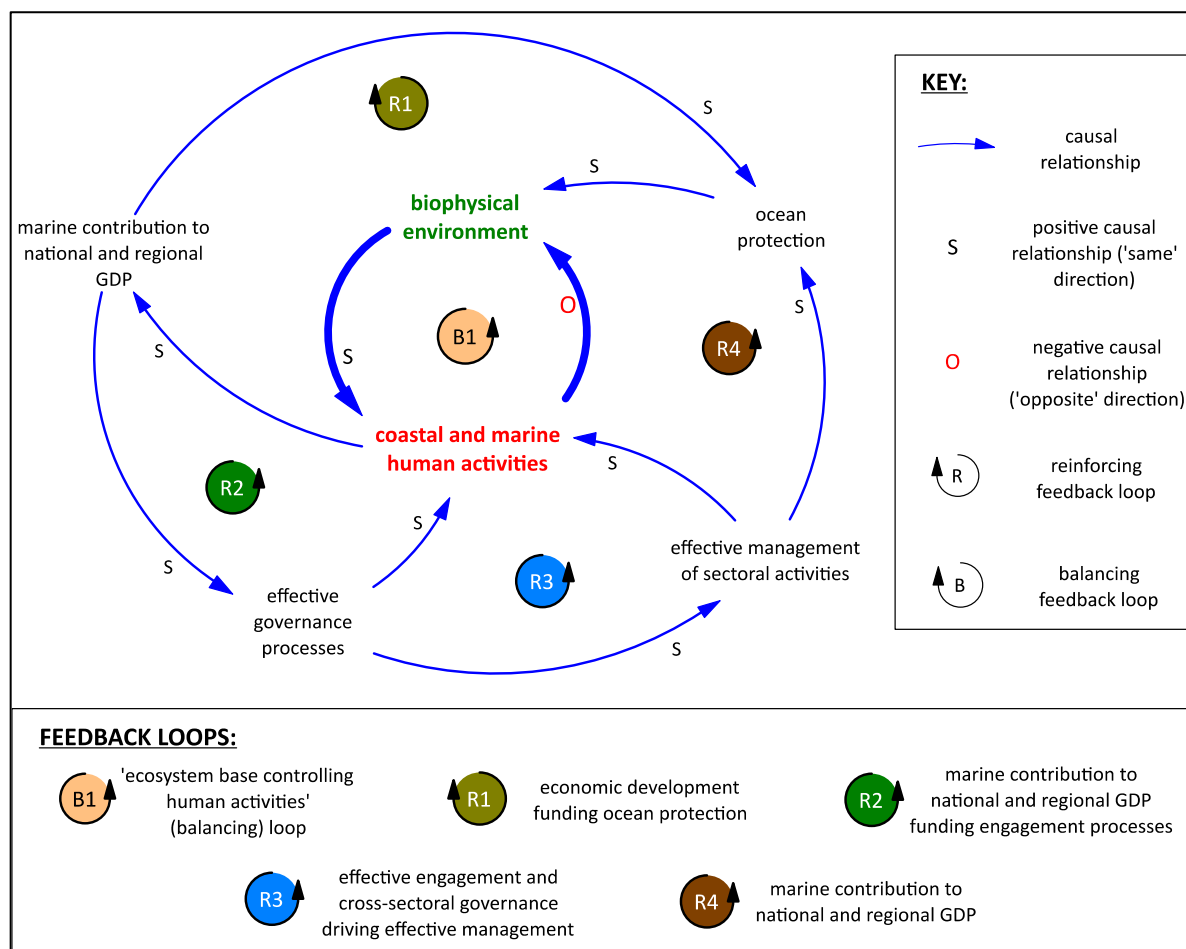 R1
S
S
biophysical
environment
ocean
protection
marine contribution to
national and regional
GDP
O
S
B1
R4
S
S
coastal and marine
human activities
S
R2
S
effective management
of sectoral activities
R3
S
effective
governance
processes
S
KEY:
causal
relationship
S
positive causal
relationship ('same'
direction)
O
negative causal
relationship
('opposite' direction)
R
reinforcing
feedback loop
B
balancing
feedback loop
FEEDBACK LOOPS:
B1
'ecosystem base controlling
human activities'
(balancing) loop
R1
economic development
funding ocean protection
R2
marine contribution to
national and regional GDP
funding engagement processes
R3
effective engagement and
cross-sectoral governance
driving effective management
R4
marine contribution to
national and regional GDP